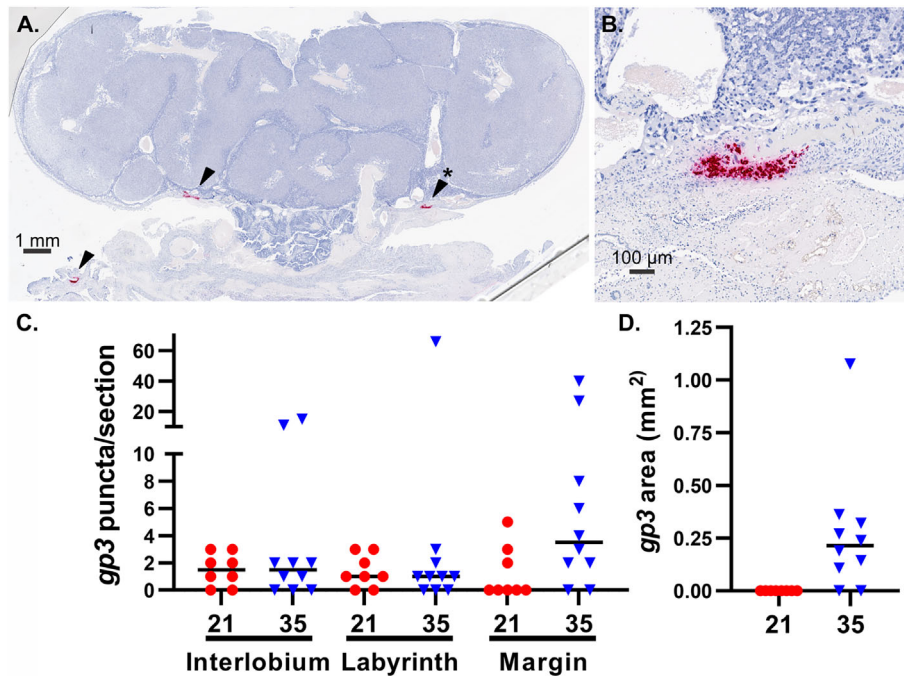 A.
*
1 mm
B.
100 µm
C.
gp3 puncta/section
60
40
20
10
8
6
4
2
0
21 35 21 35 21 35
Interlobium Labyrinth Margin
D.
gp3 area (mm²)
1.25
1.00
0.75
0.50
0.25
0.00
21 35